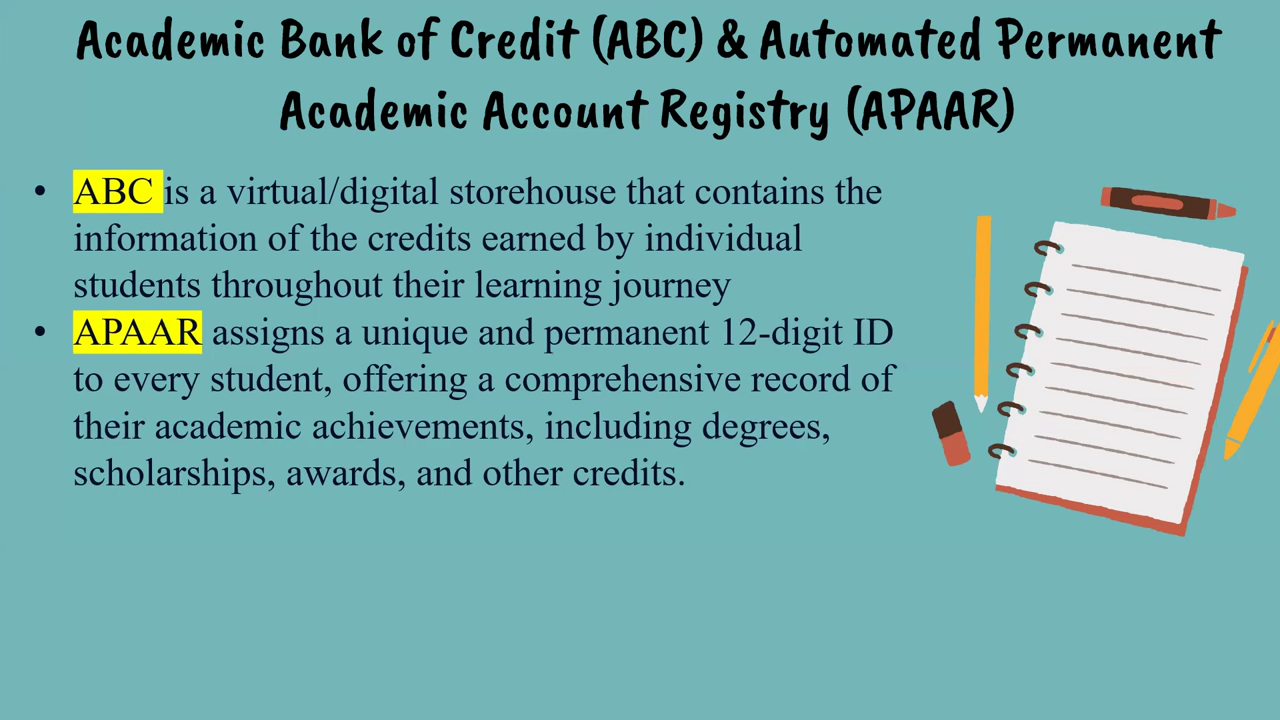 Academic Bank of Credit (ABC) & Automated Permanent
Academic Account Registry (APAAR)
• ABC is a virtual/digital storehouse that contains the
information of the credits earned by individual
students throughout their learning journey
• APAAR assigns a unique and permanent 12-digit ID
to every student, offering a comprehensive record of
their academic achievements, including degrees,
scholarships, awards, and other credits.